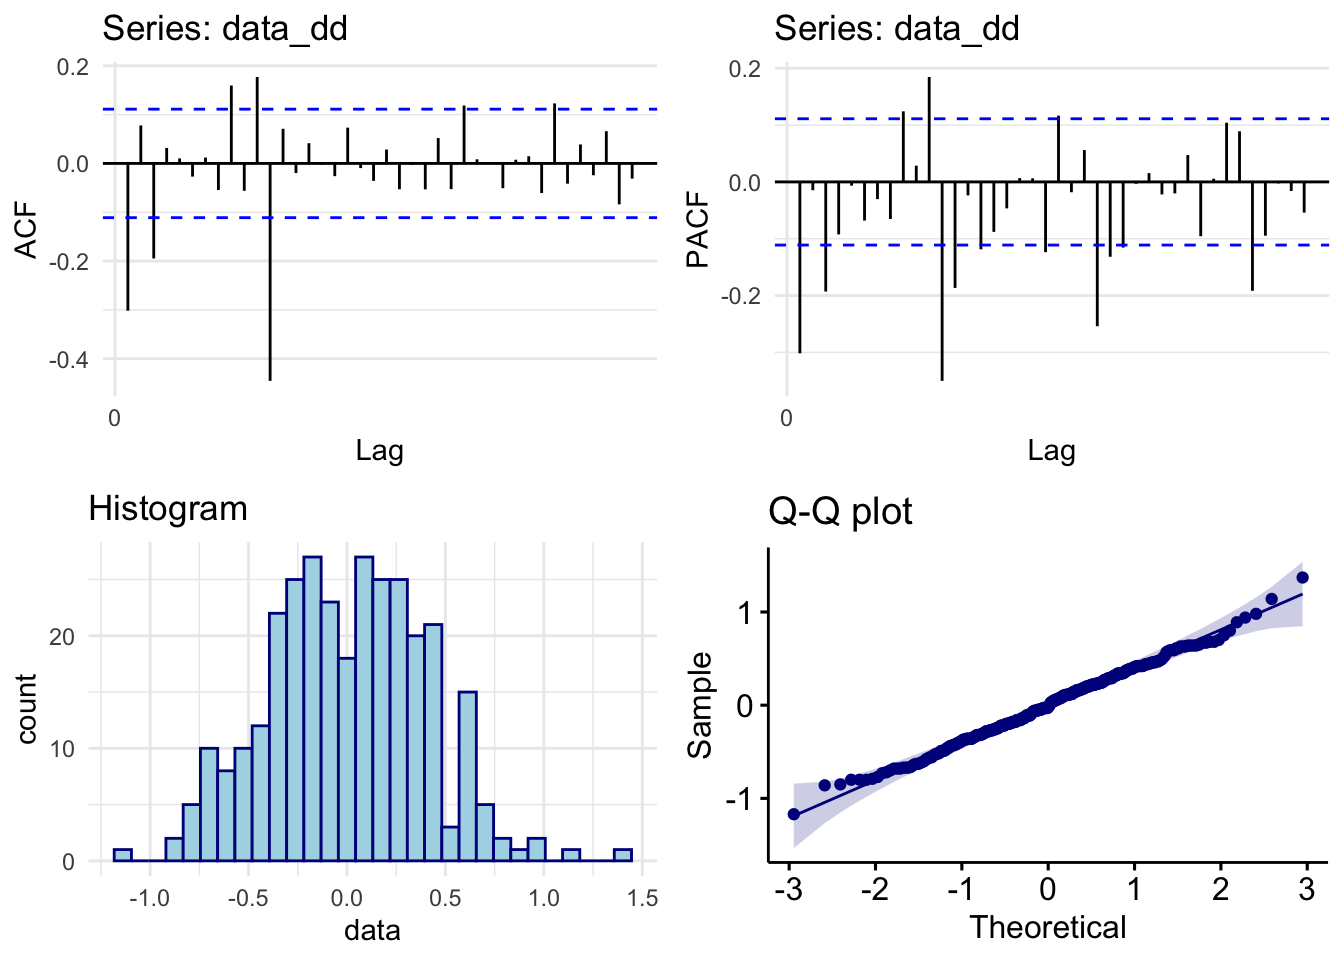 Series: data_dd
0.2
0.0
-0.2
-0.4
ACF
0
Lag
Series: data_dd
0.2
0.0
-0.2
PACF
0
Lag
Histogram
20
10
0
count
-1.0 -0.5 0.0 0.5 1.0 1.5
data
Q-Q plot
1
0
-1
Sample
-3 -2 -1 0 1 2 3
Theoretical